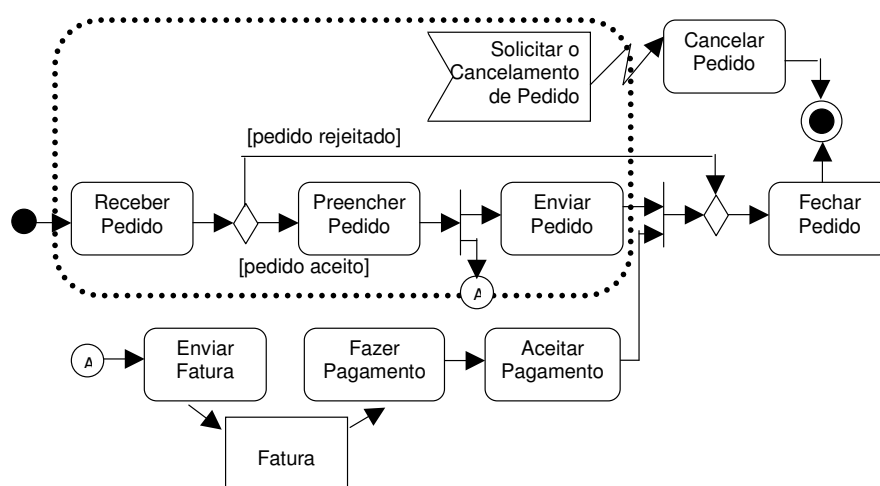 Solicitar o
Cancelamento
de Pedido
Cancelar
Pedido
[pedido rejeitado]
Receber
Pedido
Preencher
Pedido
Enviar
Pedido
Fechar
Pedido
[pedido aceito]
A
A
Enviar
Fatura
Fazer
Pagamento
Aceitar
Pagamento
Fatura